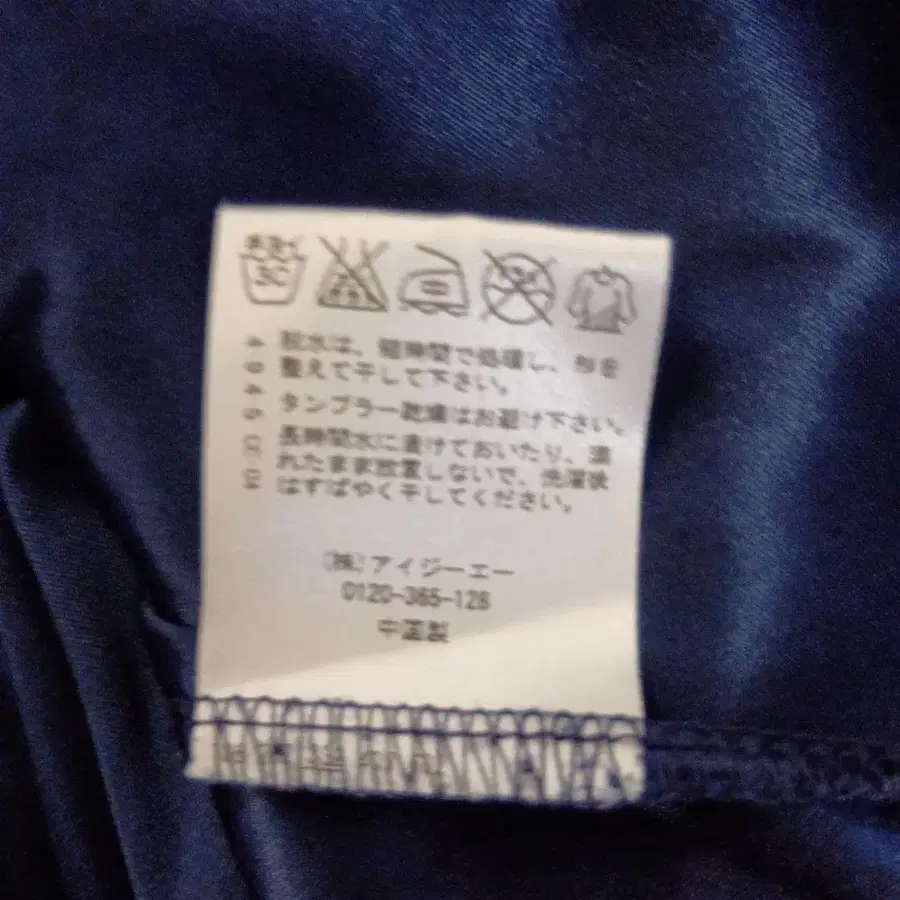 手洗イ
30
脱水は、短時間で処理し、形を
整えて干して下さい。
タンブラー乾燥はお避け下さい。
長時間水に漬けておいたり、濡
れたまま放置しないで、洗濯後
はすばやく干してください。
(株)アイジーエー
0120-365-128
中国製